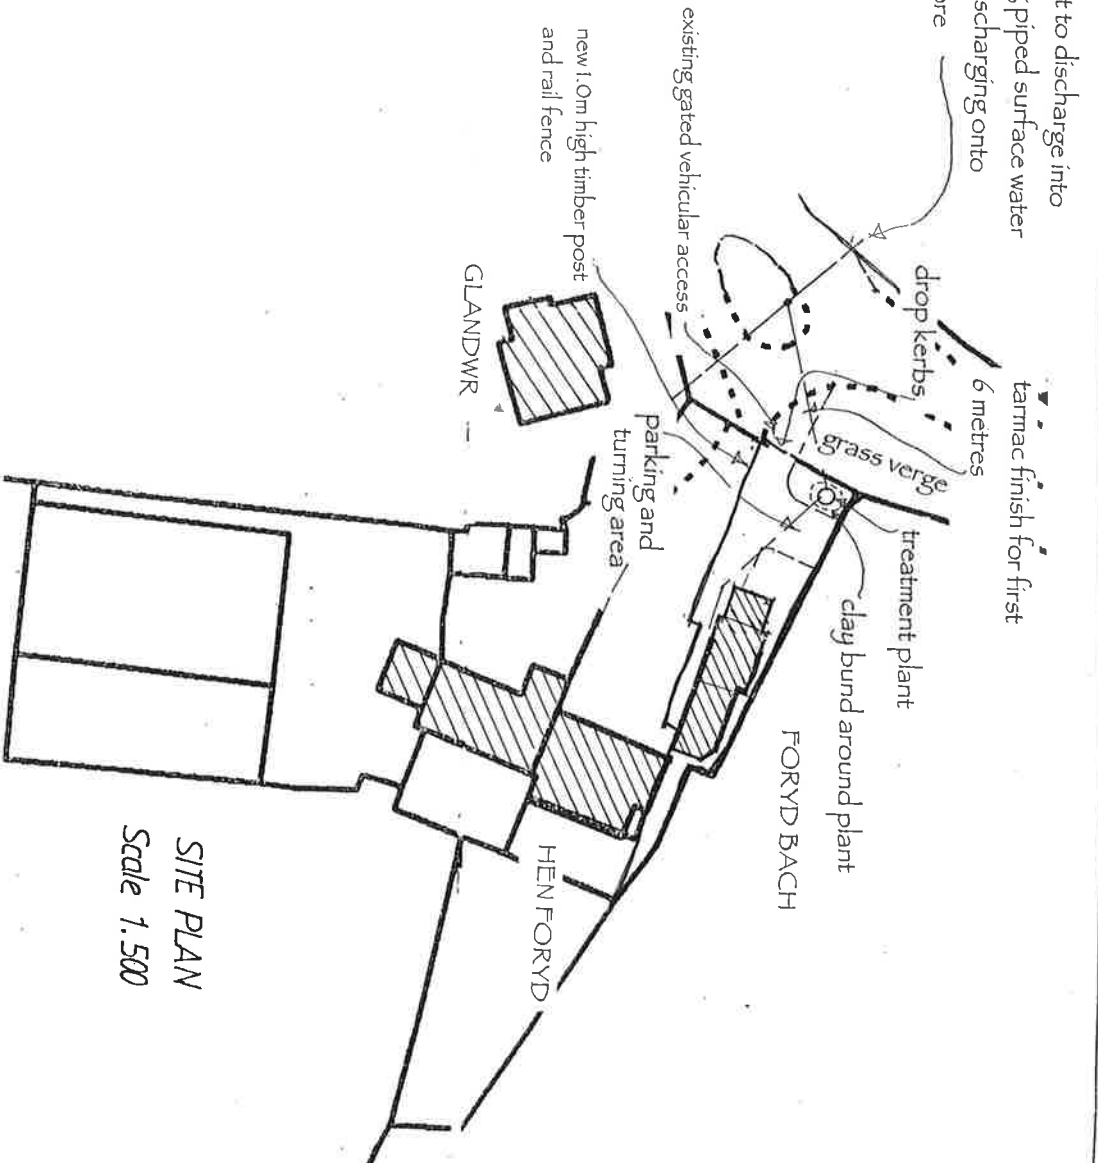 t to discharge into
piped surface water
scharging onto
ore
tarmac finish for first
6 metres
drop kerbs
grass verge
treatment plant
clay bund around plant
FORYD BACH
existing gated vehicular access
new 1.0m high timber post
and rail fence
parking and
turning area
GLANDWR
HEN FORYD
SITE PLAN
Scale 1.500